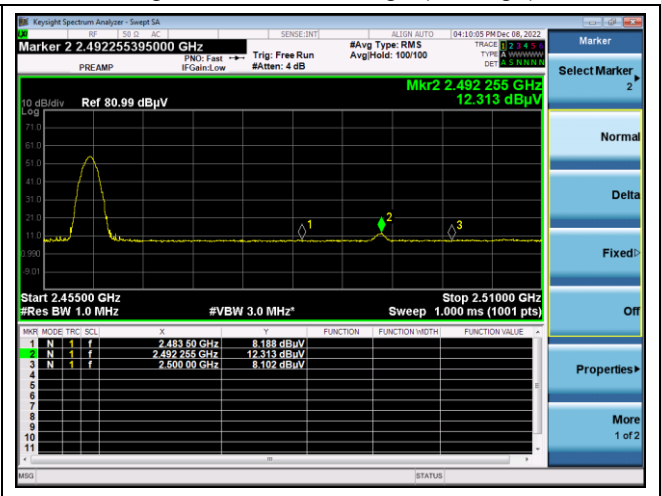 Keysight Spectrum Analyzer - Swept SA
RF 50 Ω AC SENSE:INT ALIGN AUTO 04:10:05 PM Dec 08, 2022
Marker 2 2.492255395000 GHz #Avg Type: RMS TRACE 1 2 3 4 5 6
PNO: Fast Trig: Free Run Avg|Hold: 100/100 TYPE A WWWWW
PREAMP IFGain:Low #Atten: 4 dB DET A S N N N N
Mkr2 2.492 255 GHz
10 dB/div Ref 80.99 dBµV 12.313 dBµV
Log
71.0
61.0
51.0
41.0
31.0
21.0
11.0
0.990
-9.01
1
2
3
Start 2.45500 GHz Stop 2.51000 GHz
#Res BW 1.0 MHz #VBW 3.0 MHz* Sweep 1.000 ms (1001 pts)
MKR MODE TRC SCL X Y FUNCTION FUNCTION WIDTH FUNCTION VALUE
1 N 1 f 2.483 50 GHz 8.188 dBuV
2 N 1 f 2.492 255 GHz 12.313 dBuV
3 N 1 f 2.500 00 GHz 8.102 dBuV
4
5
6
7
8
9
10
11
MSG STATUS
Marker
Select Marker
2
Normal
Delta
Fixed
Off
Properties
More
1 of 2